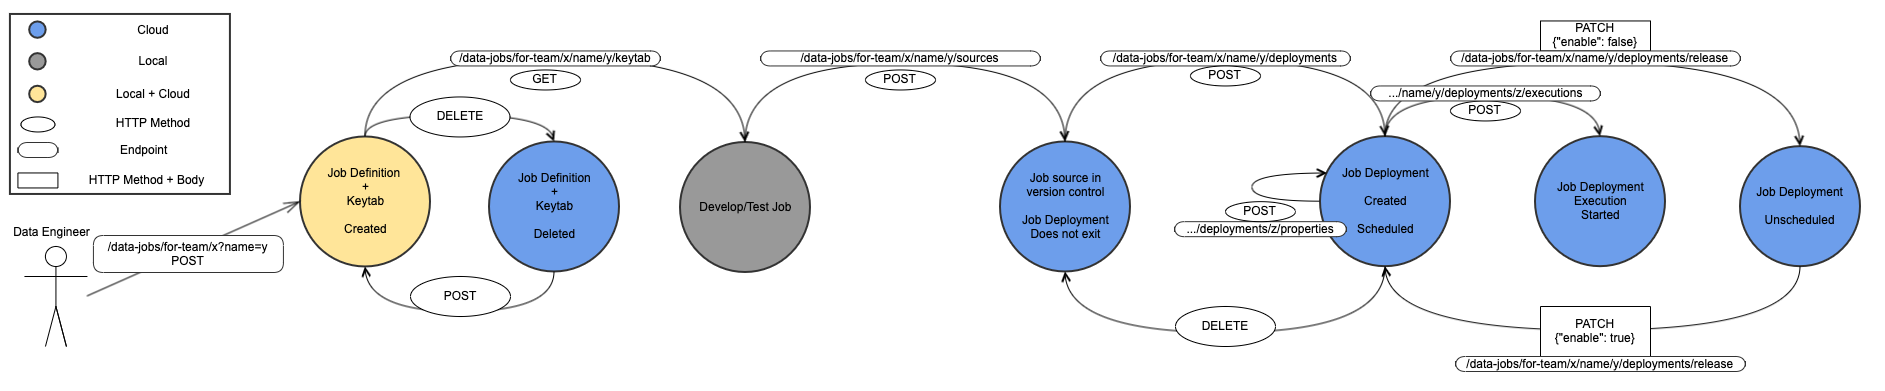 Cloud
Local
Local + Cloud
HTTP Method
Endpoint
HTTP Method + Body
Data Engineer
/data-jobs/for-team/x?name=y
POST
Job Definition
+
Keytab
Created
DELETE
POST
/data-jobs/for-team/x/name/y/keytab
GET
Job Definition
+
Keytab
Deleted
Develop/Test Job
/data-jobs/for-team/x/name/y/sources
POST
Job source in
version control
Job Deployment
Does not exit
/data-jobs/for-team/x/name/y/deployments
POST
DELETE
POST
.../deployments/z/properties
Job Deployment
Created
Scheduled
.../name/y/deployments/z/executions
POST
Job Deployment
Execution
Started
PATCH
{"enable": false}
/data-jobs/for-team/x/name/y/deployments/release
Job Deployment
Unscheduled
PATCH
{"enable": true}
/data-jobs/for-team/x/name/y/deployments/release